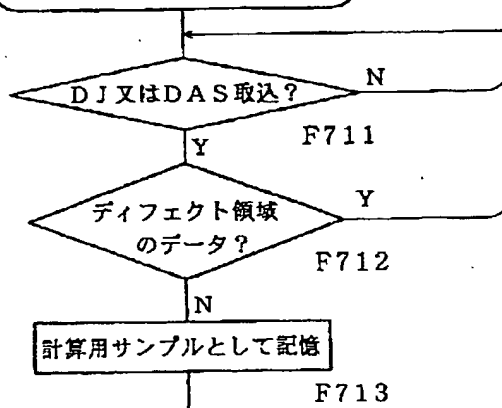 ＤＪ又はＤＡＳ取込？
N
F711
Y
ディフェクト領域
のデータ？
Y
F712
N
計算用サンプルとして記憶
F713